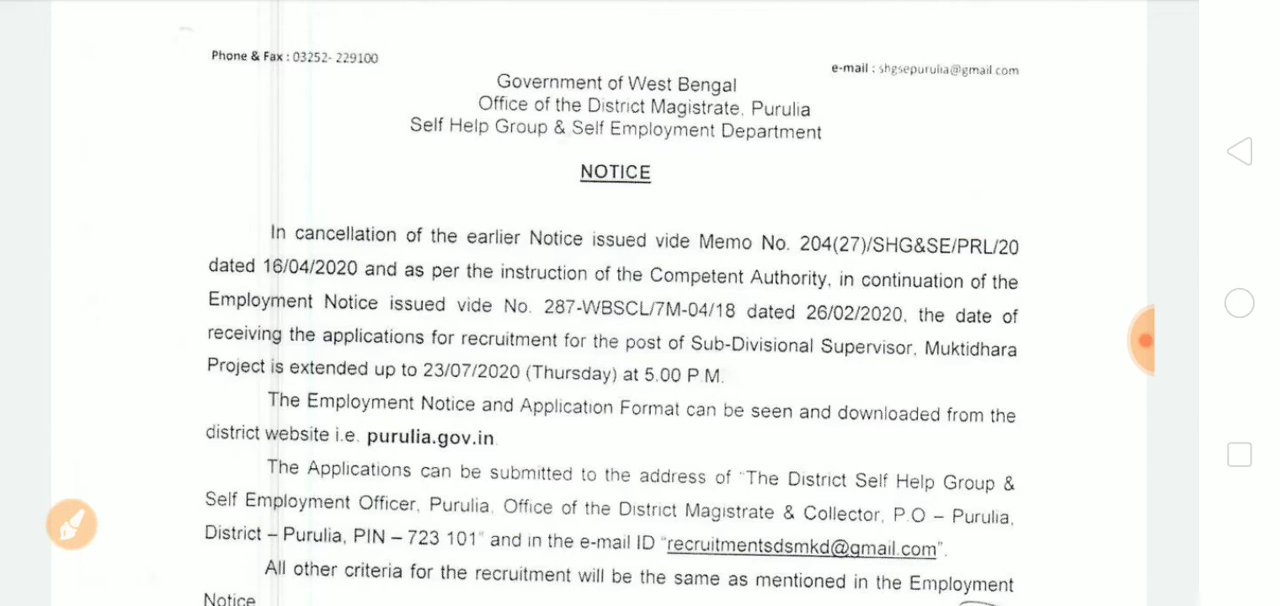 Phone & Fax : 03252- 229100
e-mail : shgsepurulia@gmail.com
Government of West Bengal
Office of the District Magistrate, Purulia
Self Help Group & Self Employment Department
NOTICE
In cancellation of the earlier Notice issued vide Memo No. 204(27)/SHG&SE/PRL/20
dated 16/04/2020 and as per the instruction of the Competent Authority, in continuation of the
Employment Notice issued vide No. 287-WBSCL/7M-04/18 dated 26/02/2020, the date of
receiving the applications for recruitment for the post of Sub-Divisional Supervisor, Muktidhara
Project is extended up to 23/07/2020 (Thursday) at 5.00 P.M.
The Employment Notice and Application Format can be seen and downloaded from the
district website i.e. purulia.gov.in.
The Applications can be submitted to the address of "The District Self Help Group &
Self Employment Officer, Purulia, Office of the District Magistrate & Collector, P.O – Purulia,
District – Purulia, PIN – 723 101" and in the e-mail ID "recruitmentsdsmkd@gmail.com".
All other criteria for the recruitment will be the same as mentioned in the Employment
Notice